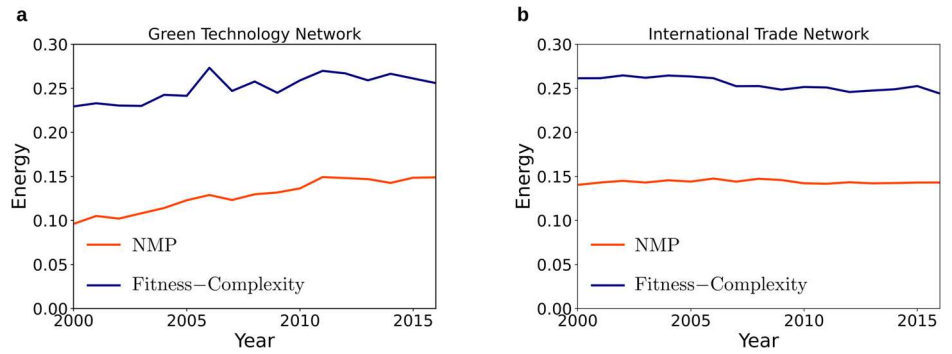 a
Green Technology Network
0.30
0.25
0.20
0.15
0.10
0.05
0.00
Energy
NMP
Fitness−Complexity
2000
2005
2010
2015
Year
b
International Trade Network
0.30
0.25
0.20
0.15
0.10
0.05
0.00
Energy
NMP
Fitness−Complexity
2000
2005
2010
2015
Year